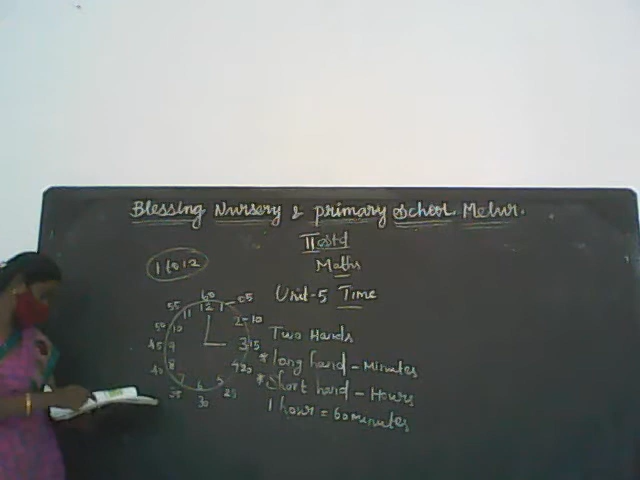 Blessing Nursery & primary school. Melur.
II std
Maths
1 to 12
Unit-5 Time
60
55 05
11 12 1
50 10 2-10
Two Hands
45 9 3 15
* long hand - Minutes
40 8 4 20
* Short hand - Hours
7 6 5
35 30 25
1 hour = 60 minutes